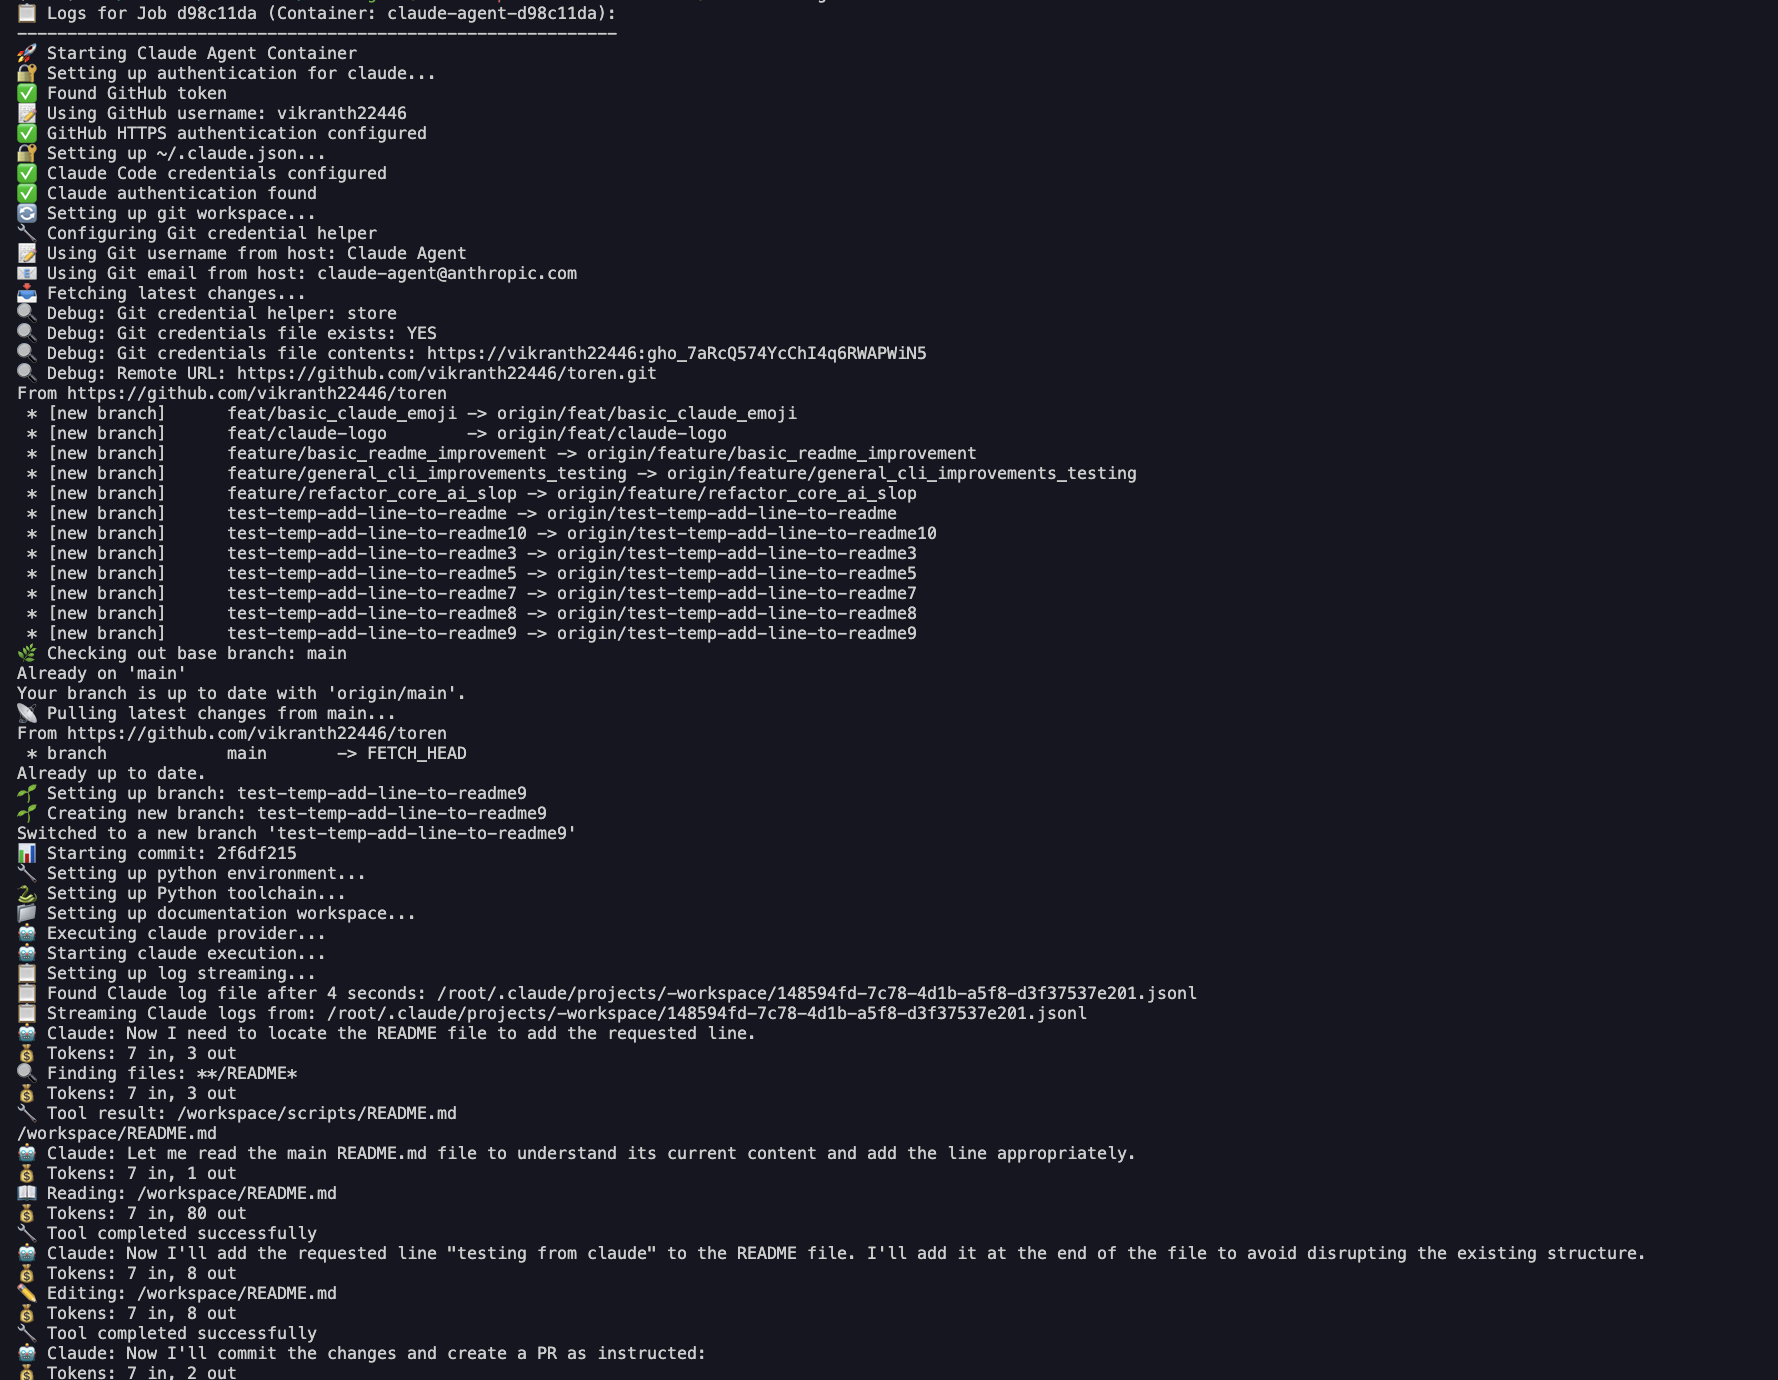 Logs for Job d98c11da (Container: claude-agent-d98c11da):
------------------------------------------------------------
🚀 Starting Claude Agent Container
🔐 Setting up authentication for claude...
✅ Found GitHub token
📝 Using GitHub username: vikranth22446
✅ GitHub HTTPS authentication configured
🔐 Setting up ~/.claude.json...
✅ Claude Code credentials configured
✅ Claude authentication found
🔄 Setting up git workspace...
🔧 Configuring Git credential helper
📝 Using Git username from host: Claude Agent
📧 Using Git email from host: claude-agent@anthropic.com
📥 Fetching latest changes...
🔍 Debug: Git credential helper: store
🔍 Debug: Git credentials file exists: YES
🔍 Debug: Git credentials file contents: https://vikranth22446:gho_7aRcQ574YcChI4q6RWAPWiN5
🔍 Debug: Remote URL: https://github.com/vikranth22446/toren.git
From https://github.com/vikranth22446/toren
 * [new branch]      feat/basic_claude_emoji -> origin/feat/basic_claude_emoji
 * [new branch]      feat/claude-logo        -> origin/feat/claude-logo
 * [new branch]      feature/basic_readme_improvement -> origin/feature/basic_readme_improvement
 * [new branch]      feature/general_cli_improvements_testing -> origin/feature/general_cli_improvements_testing
 * [new branch]      feature/refactor_core_ai_slop -> origin/feature/refactor_core_ai_slop
 * [new branch]      test-temp-add-line-to-readme -> origin/test-temp-add-line-to-readme
 * [new branch]      test-temp-add-line-to-readme10 -> origin/test-temp-add-line-to-readme10
 * [new branch]      test-temp-add-line-to-readme3 -> origin/test-temp-add-line-to-readme3
 * [new branch]      test-temp-add-line-to-readme5 -> origin/test-temp-add-line-to-readme5
 * [new branch]      test-temp-add-line-to-readme7 -> origin/test-temp-add-line-to-readme7
 * [new branch]      test-temp-add-line-to-readme8 -> origin/test-temp-add-line-to-readme8
 * [new branch]      test-temp-add-line-to-readme9 -> origin/test-temp-add-line-to-readme9
🌿 Checking out base branch: main
Already on 'main'
Your branch is up to date with 'origin/main'.
📡 Pulling latest changes from main...
From https://github.com/vikranth22446/toren
 * branch            main       -> FETCH_HEAD
Already up to date.
🌱 Setting up branch: test-temp-add-line-to-readme9
🌱 Creating new branch: test-temp-add-line-to-readme9
Switched to a new branch 'test-temp-add-line-to-readme9'
📊 Starting commit: 2f6df215
🔧 Setting up python environment...
🐍 Setting up Python toolchain...
📁 Setting up documentation workspace...
🤖 Executing claude provider...
🤖 Starting claude execution...
📋 Setting up log streaming...
📋 Found Claude log file after 4 seconds: /root/.claude/projects/-workspace/148594fd-7c78-4d1b-a5f8-d3f37537e201.jsonl
📋 Streaming Claude logs from: /root/.claude/projects/-workspace/148594fd-7c78-4d1b-a5f8-d3f37537e201.jsonl
🤖 Claude: Now I need to locate the README file to add the requested line.
💰 Tokens: 7 in, 3 out
🔍 Finding files: **/README*
💰 Tokens: 7 in, 3 out
🔧 Tool result: /workspace/scripts/README.md
/workspace/README.md
🤖 Claude: Let me read the main README.md file to understand its current content and add the line appropriately.
💰 Tokens: 7 in, 1 out
📖 Reading: /workspace/README.md
💰 Tokens: 7 in, 80 out
🔧 Tool completed successfully
🤖 Claude: Now I'll add the requested line "testing from claude" to the README file. I'll add it at the end of the file to avoid disrupting the existing structure.
💰 Tokens: 7 in, 8 out
✏️ Editing: /workspace/README.md
💰 Tokens: 7 in, 8 out
🔧 Tool completed successfully
🤖 Claude: Now I'll commit the changes and create a PR as instructed:
💰 Tokens: 7 in, 2 out